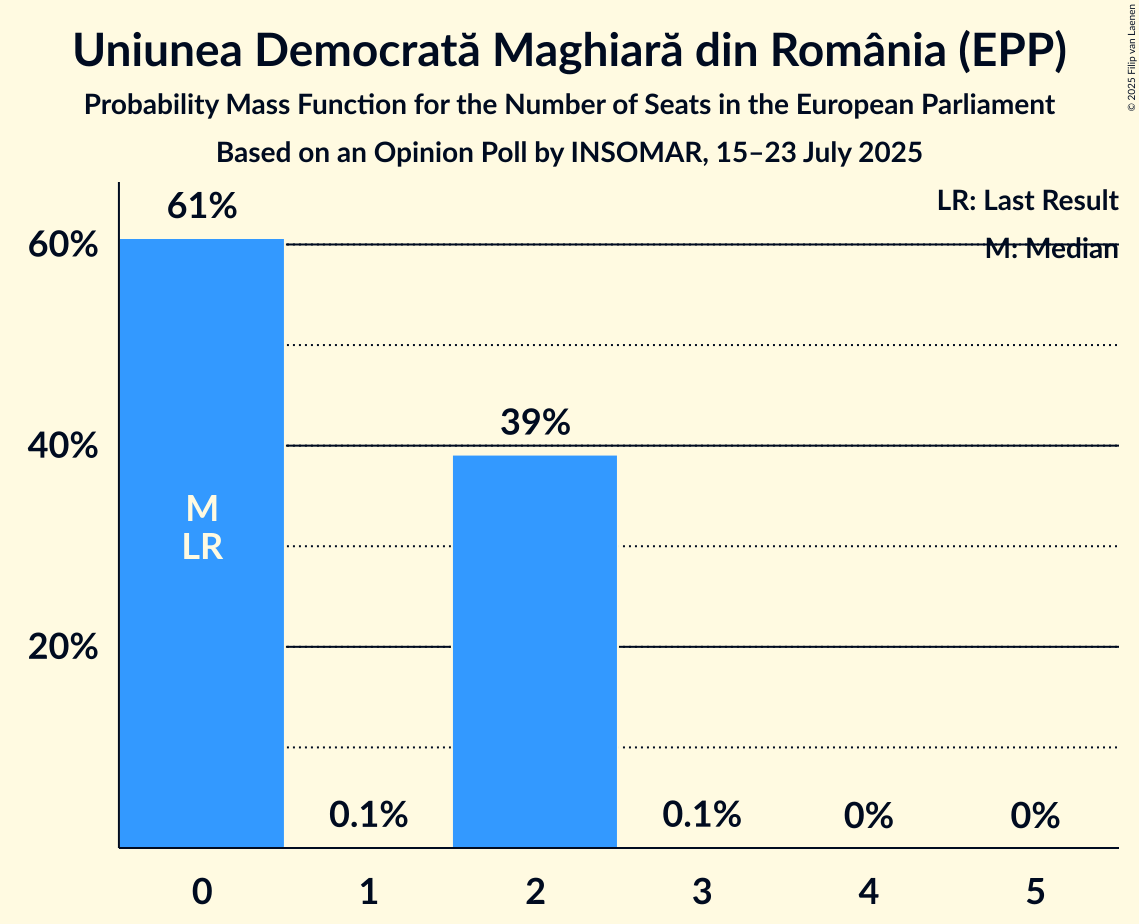 Uniunea Democrată Maghiară din România (EPP)
Probability Mass Function for the Number of Seats in the European Parliament
Based on an Opinion Poll by INSOMAR, 15–23 July 2025
© 2025 Filip van Laenen
LR: Last Result
M: Median
61%
60%
39%
40%
M
LR
20%
0.1%
0.1%
0%
0%
0
1
2
3
4
5